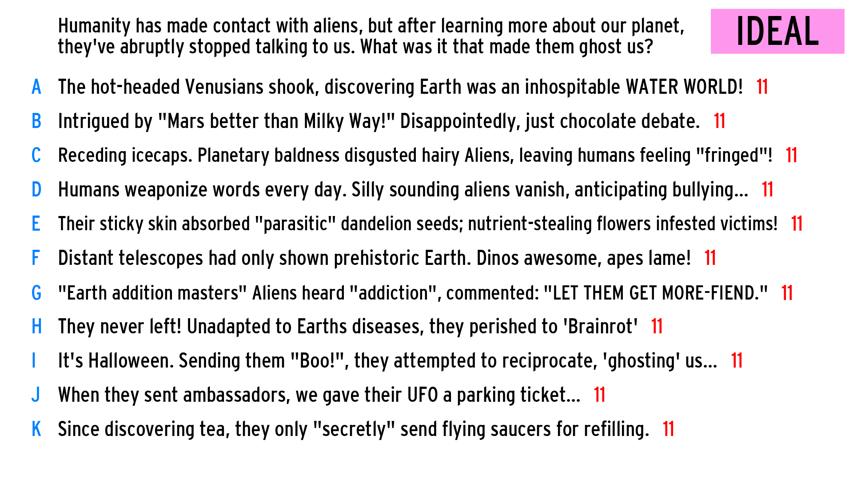 Humanity has made contact with aliens, but after learning more about our planet,
they've abruptly stopped talking to us. What was it that made them ghost us?
IDEAL
A The hot-headed Venusians shook, discovering Earth was an inhospitable WATER WORLD! 11
B Intrigued by "Mars better than Milky Way!" Disappointedly, just chocolate debate. 11
C Receding icecaps. Planetary baldness disgusted hairy Aliens, leaving humans feeling "fringed"! 11
D Humans weaponize words every day. Silly sounding aliens vanish, anticipating bullying... 11
E Their sticky skin absorbed "parasitic" dandelion seeds; nutrient-stealing flowers infested victims! 11
F Distant telescopes had only shown prehistoric Earth. Dinos awesome, apes lame! 11
G "Earth addition masters" Aliens heard "addiction", commented: "LET THEM GET MORE-FIEND." 11
H They never left! Unadapted to Earths diseases, they perished to 'Brainrot' 11
I It's Halloween. Sending them "Boo!", they attempted to reciprocate, 'ghosting' us... 11
J When they sent ambassadors, we gave their UFO a parking ticket... 11
K Since discovering tea, they only "secretly" send flying saucers for refilling. 11